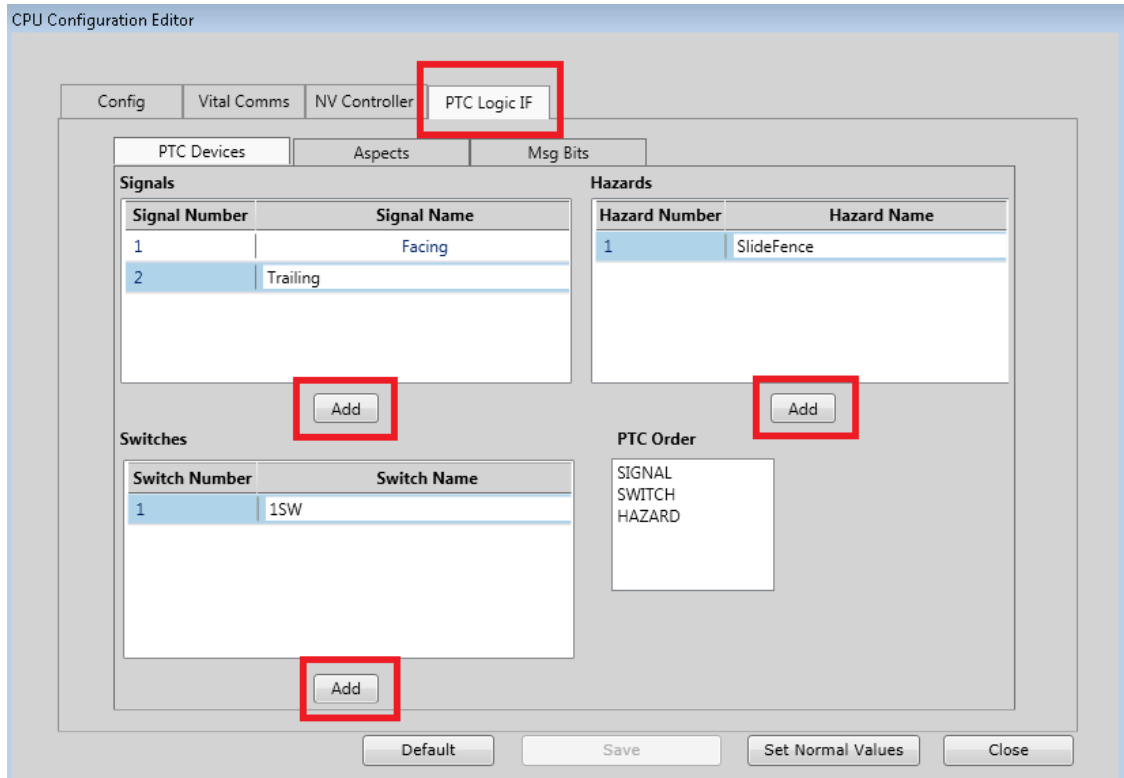 CPU Configuration Editor
Config Vital Comms NV Controller PTC Logic IF
PTC Devices Aspects Msg Bits
Signals
Signal Number Signal Name
1 Facing
2 Trailing
Add
Hazards
Hazard Number Hazard Name
1 SlideFence
Add
Switches
Switch Number Switch Name
1 1SW
Add
PTC Order
SIGNAL
SWITCH
HAZARD
Default Save Set Normal Values Close